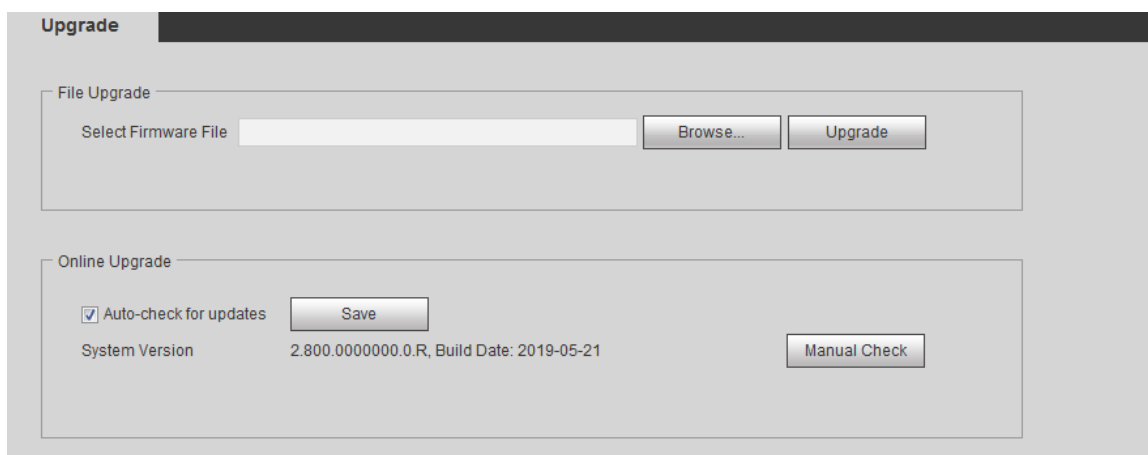 Upgrade
File Upgrade
Select Firmware File Browse... Upgrade
Online Upgrade
Auto-check for updates Save
System Version 2.800.0000000.0.R, Build Date: 2019-05-21 Manual Check